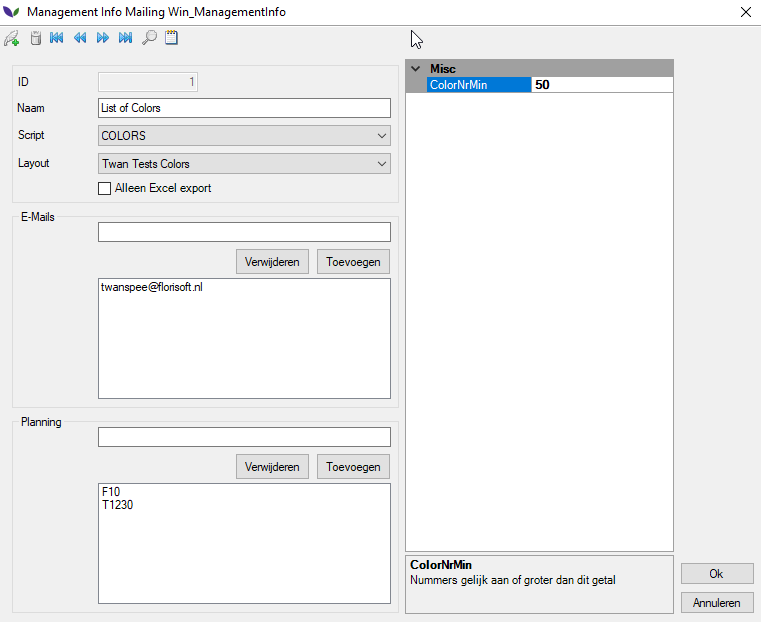 Management Info Mailing Win_ManagementInfo
ID 1
Naam List of Colors
Script COLORS
Layout Twan Tests Colors
Alleen Excel export
E-Mails
Verwijderen Toevoegen
twanspee@florisoft.nl
Planning
Verwijderen Toevoegen
F10
T1230
Misc
ColorNrMin 50
ColorNrMin
Nummers gelijk aan of groter dan dit getal
Ok
Annuleren